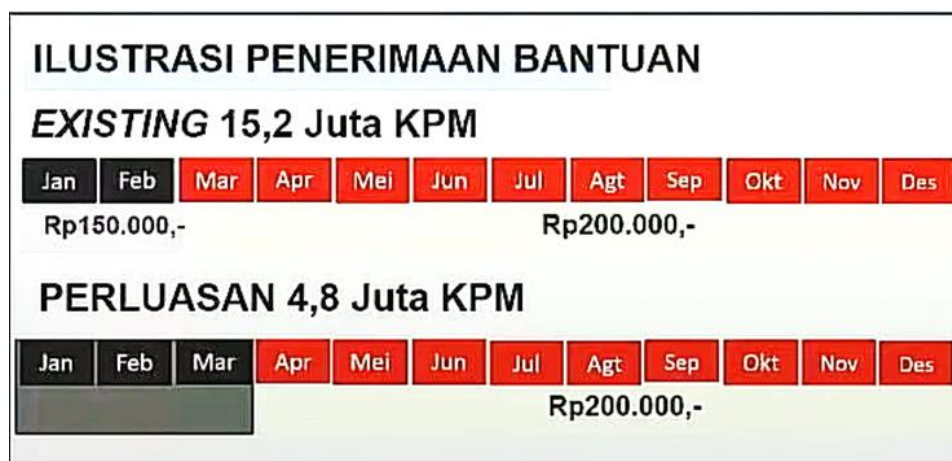 ILUSTRASI PENERIMAAN BANTUAN
EXISTING 15,2 Juta KPM
Jan Feb Mar Apr Mei Jun Jul Agt Sep Okt Nov Des
Rp150.000,- Rp200.000,-
PERLUASAN 4,8 Juta KPM
Jan Feb Mar Apr Mei Jun Jul Agt Sep Okt Nov Des
Rp200.000,-